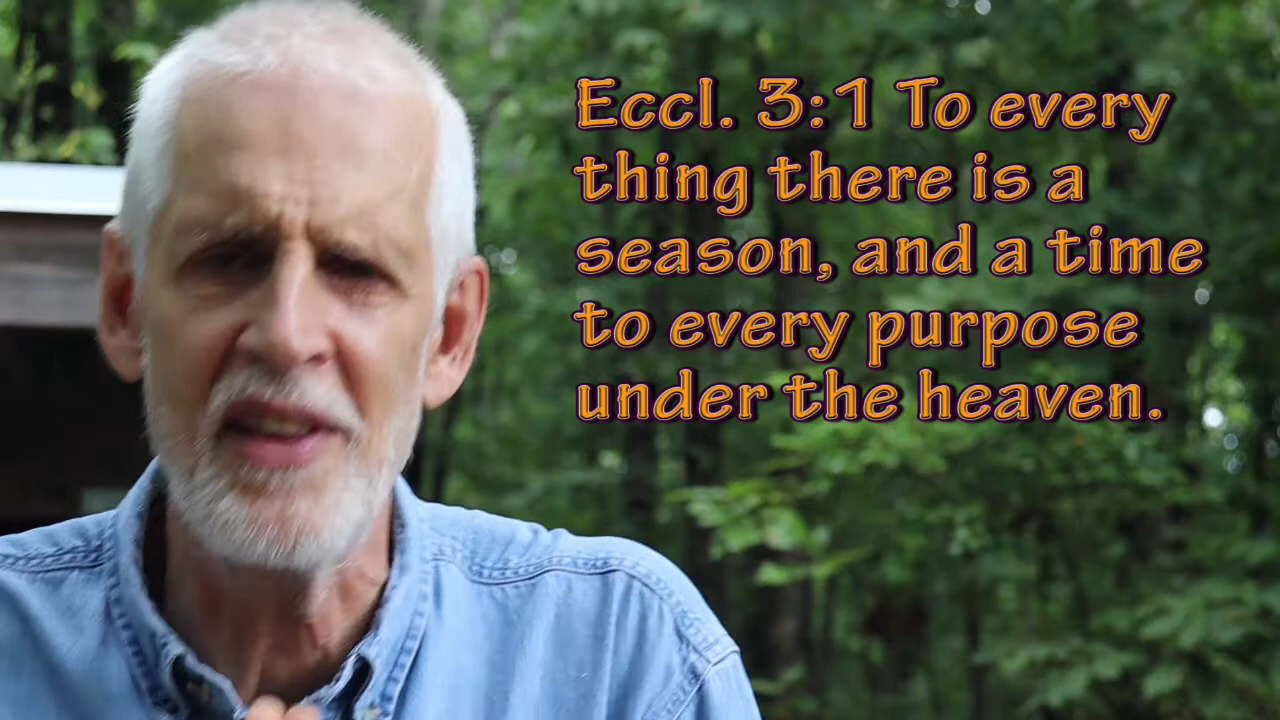 Eccl. 3:1 To every
thing there is a
season, and a time
to every purpose
under the heaven.